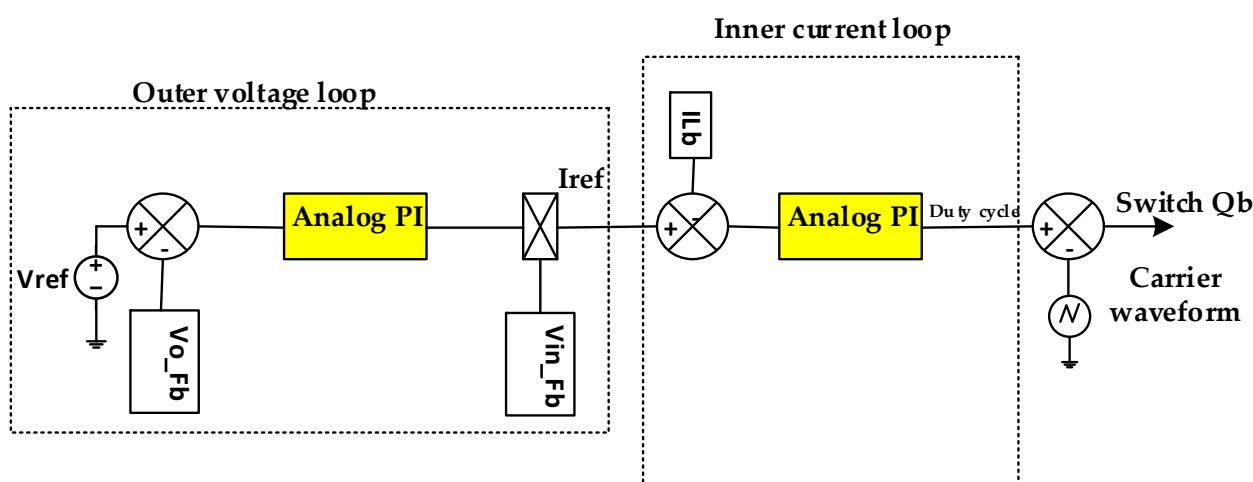 Inner current loop
Outer voltage loop
ILb
Iref
Analog PI
Analog PI
Duty cycle
Switch Qb
+
-
+
-
+
-
Vref
+
−
Vo_Fb
Vin_Fb
Carrier
waveform